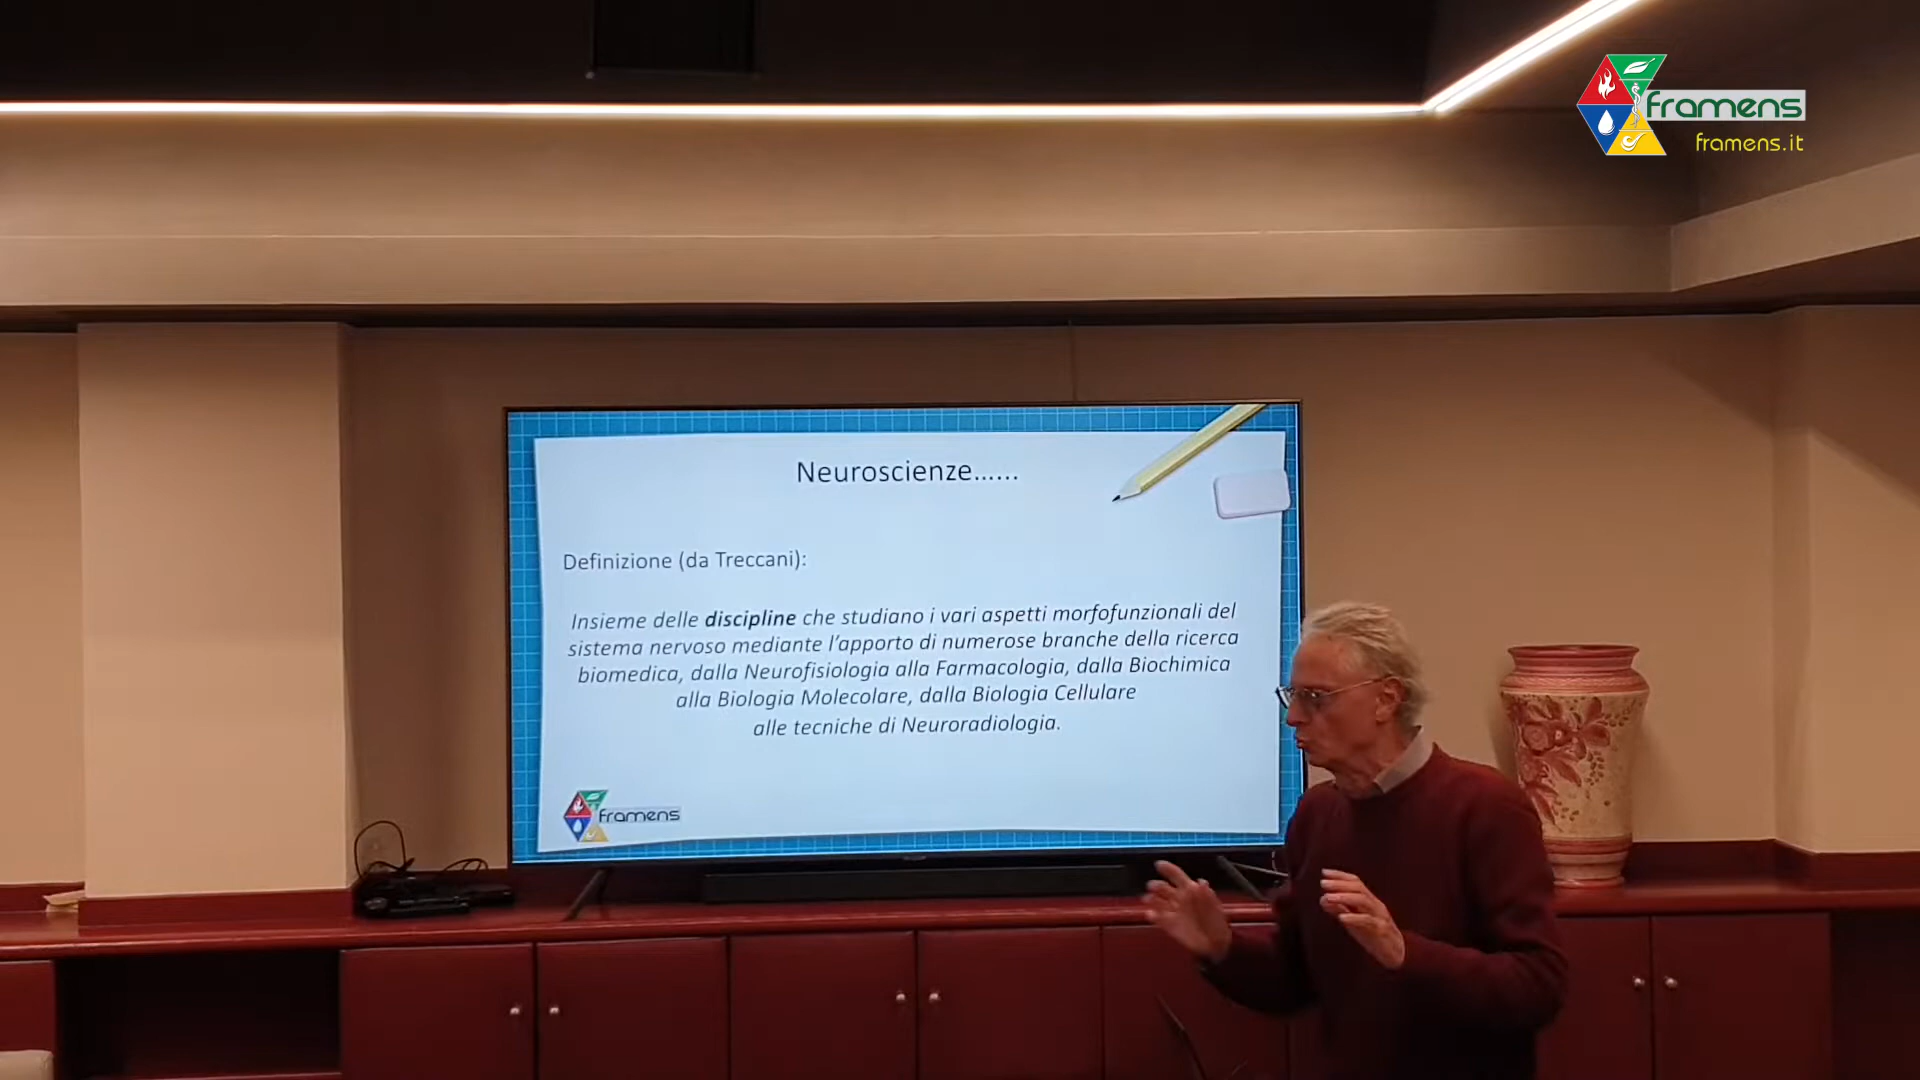 framens
framens.it
Neuroscienze......
Definizione (da Treccani):
Insieme delle discipline che studiano i vari aspetti morfofunzionali del
sistema nervoso mediante l'apporto di numerose branche della ricerca
biomedica, dalla Neurofisiologia alla Farmacologia, dalla Biochimica
alla Biologia Molecolare, dalla Biologia Cellulare
alle tecniche di Neuroradiologia.
framens